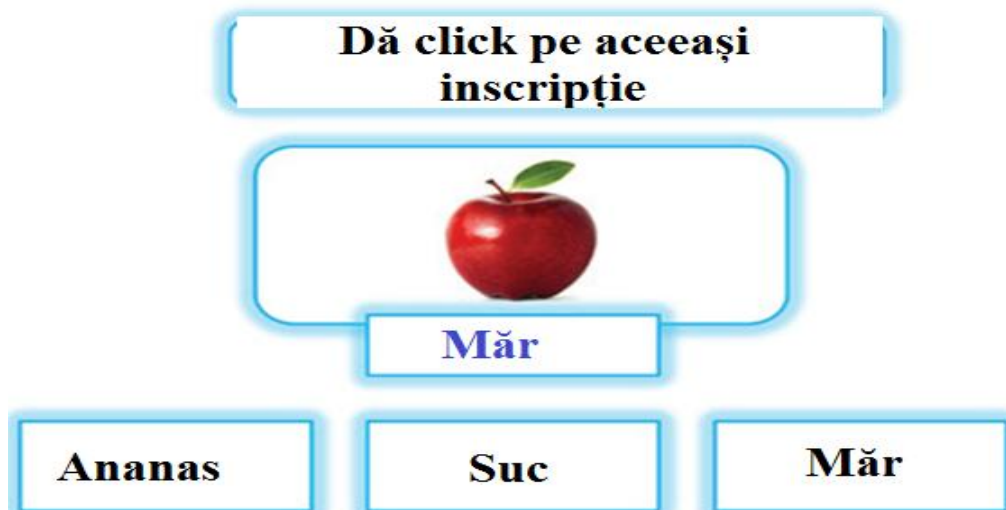 Dă click pe aceeași
inscripție
Măr
Ananas
Suc
Măr